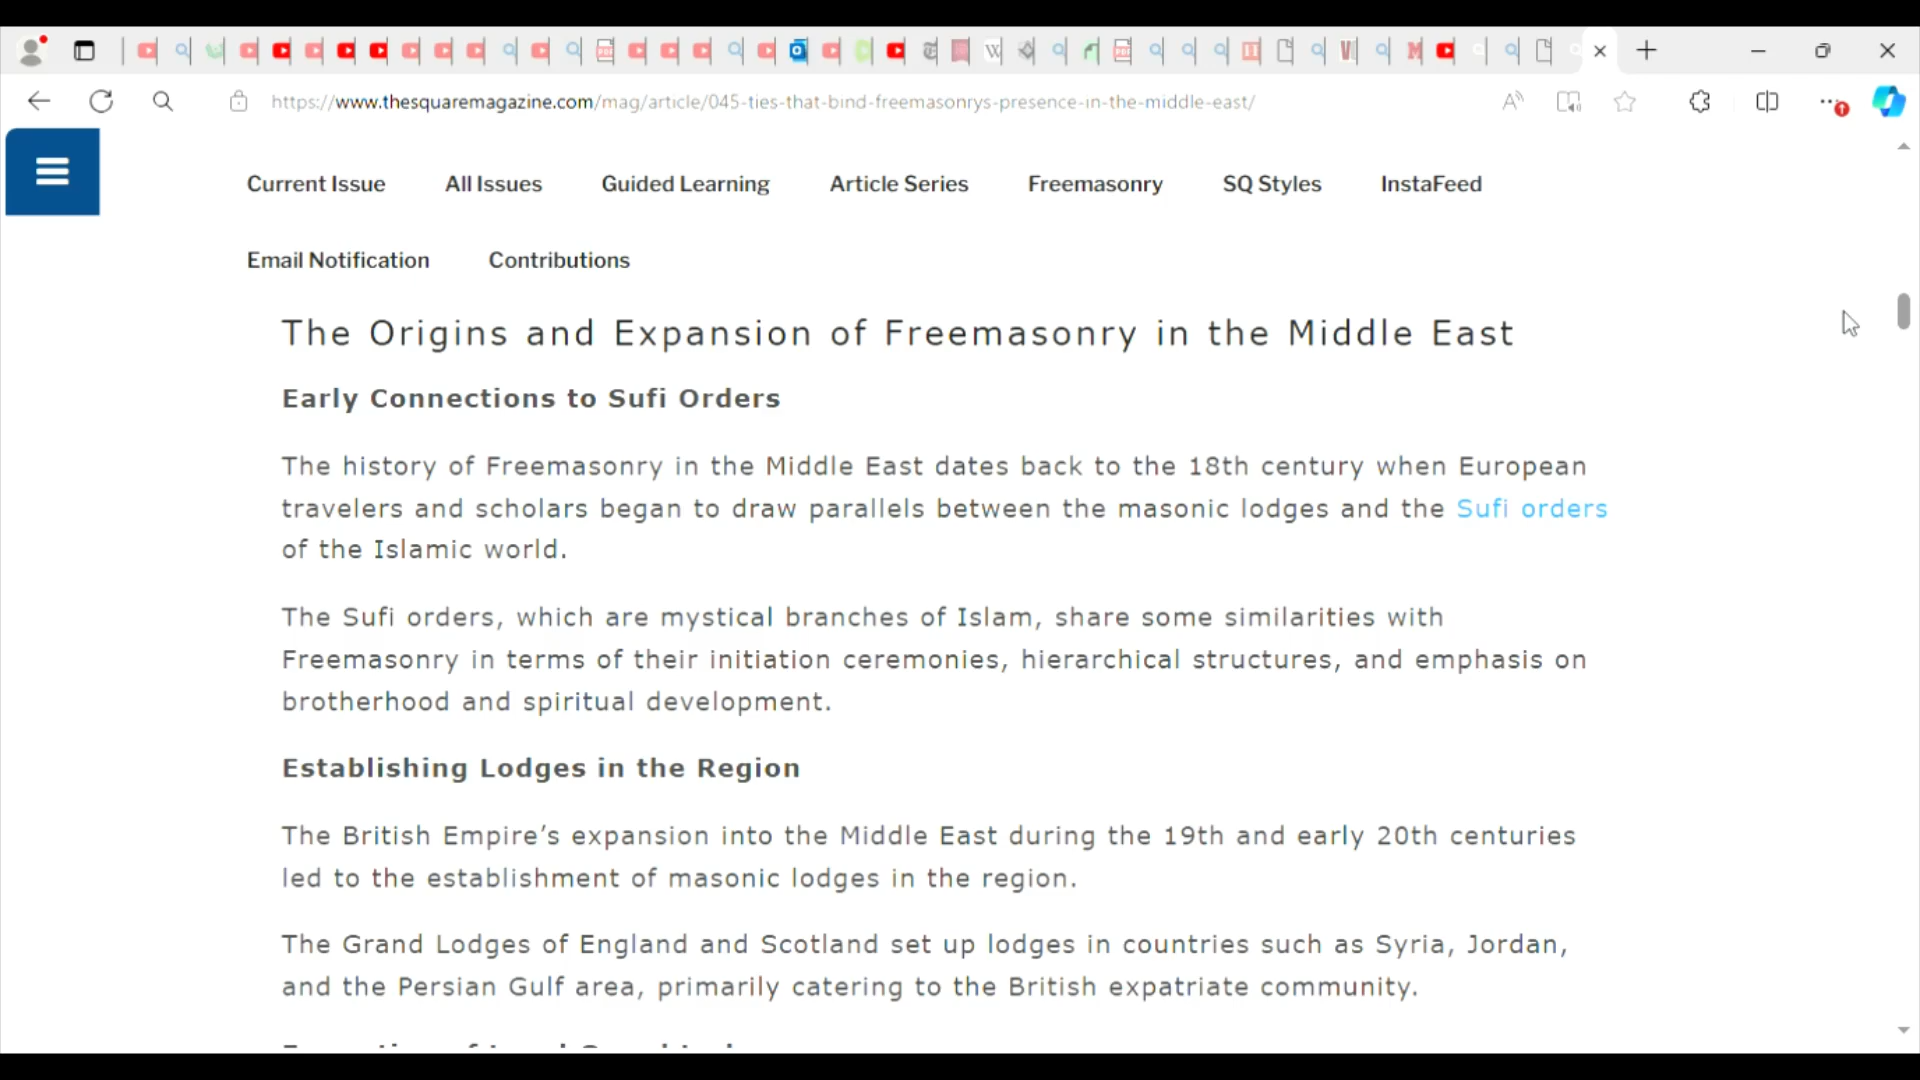 https://www.thesquaremagazine.com/mag/article/045-ties-that-bind-freemasonrys-presence-in-the-middle-east/
Current Issue All Issues Guided Learning Article Series Freemasonry SQ Styles InstaFeed
Email Notification Contributions
The Origins and Expansion of Freemasonry in the Middle East
Early Connections to Sufi Orders
The history of Freemasonry in the Middle East dates back to the 18th century when European
travelers and scholars began to draw parallels between the masonic lodges and the Sufi orders
of the Islamic world.
The Sufi orders, which are mystical branches of Islam, share some similarities with
Freemasonry in terms of their initiation ceremonies, hierarchical structures, and emphasis on
brotherhood and spiritual development.
Establishing Lodges in the Region
The British Empire’s expansion into the Middle East during the 19th and early 20th centuries
led to the establishment of masonic lodges in the region.
The Grand Lodges of England and Scotland set up lodges in countries such as Syria, Jordan,
and the Persian Gulf area, primarily catering to the British expatriate community.